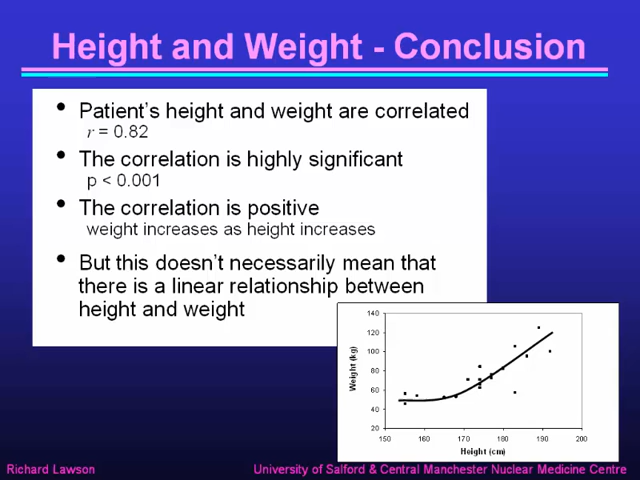 Height and Weight - Conclusion
• Patient's height and weight are correlated
r = 0.82
• The correlation is highly significant
p < 0.001
• The correlation is positive
weight increases as height increases
• But this doesn't necessarily mean that
there is a linear relationship between
height and weight
140
120
100
80
60
40
20
Weight (kg)
150 160 170 180 190 200
Height (cm)
Richard Lawson
University of Salford & Central Manchester Nuclear Medicine Centre